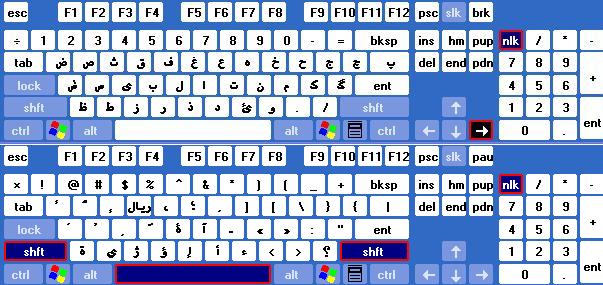 esc F1 F2 F3 F4 F5 F6 F7 F8 F9 F10 F11 F12 psc slk brk
÷ 1 2 3 4 5 6 7 8 9 0 - = bksp ins hm pup nlk / * -
tab ض ص ث ق ف غ ع ه خ ح ج چ پ del end pdn 7 8 9 +
lock ش س ی ب ل ا ت ن م ک گ ent 4 5 6
shft ظ ط ز ر ذ د ئ و . / shft ↑ 1 2 3 ent
ctrl alt alt ctrl ← ↓ → 0 .
esc F1 F2 F3 F4 F5 F6 F7 F8 F9 F10 F11 F12 psc slk pau
× ! @ # $ % ^ & * ) ( _ + bksp ins hm pup nlk / * -
tab ریال ، ؛ , ] [ \ } { | del end pdn 7 8 9 +
lock آ ـ « » : " ent 4 5 6
shft ة ی ژ ؤ إ أ ء < > ؟ shft ↑ 1 2 3 ent
ctrl alt alt ctrl ← ↓ → 0 .